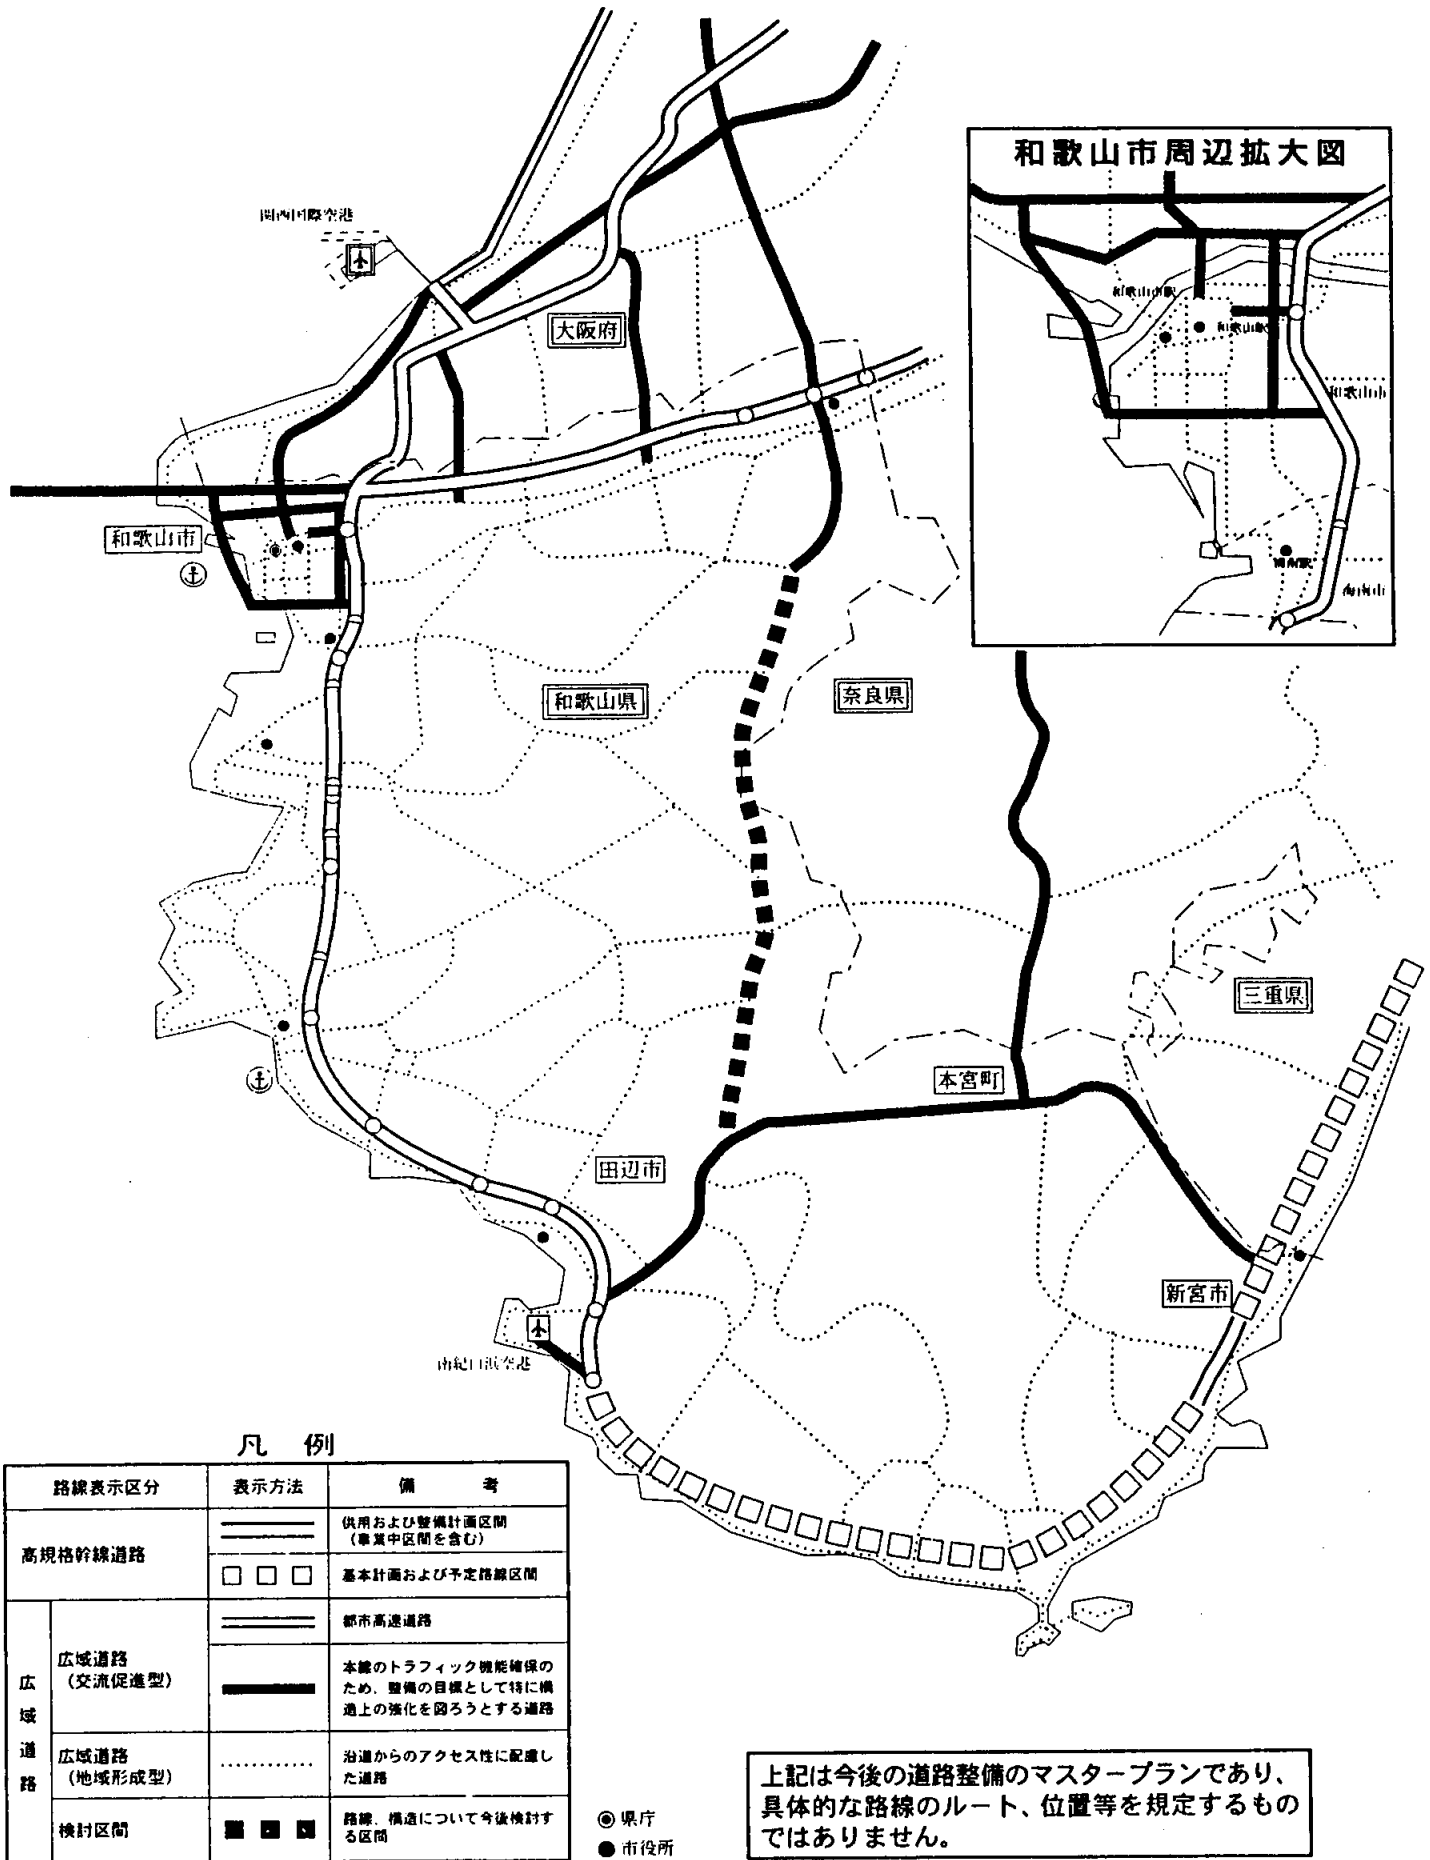 和歌山市周辺拡大図
関西国際空港
大阪府
和歌山市駅
和歌山駅
和歌山市
海南駅
海南市
和歌山市
和歌山県
奈良県
三重県
本宮町
田辺市
新宮市
南紀白浜空港
凡 例
路線表示区分 表示方法 備 考
高規格幹線道路
供用および整備計画区間
(事業中区間を含む)
基本計画および予定路線区間
広域道路
広域道路
(交流促進型)
都市高速道路
本線のトラフィック機能確保の
ため、整備の目標として特に構
造上の強化を図ろうとする道路
広域道路
(地域形成型)
沿道からのアクセス性に配慮し
た道路
検討区間
路線、構造について今後検討す
る区間
県庁
市役所
上記は今後の道路整備のマスタープランであり、
具体的な路線のルート、位置等を規定するもの
ではありません。